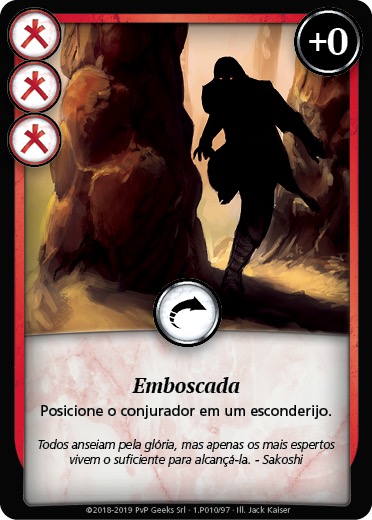 +0
Emboscada
Posicione o conjurador em um esconderijo.
Todos anseiam pela glória, mas apenas os mais espertos
vivem o suficiente para alcançá-la. - Sakoshi
©2018-2019 PvP Geeks Srl · 1.P010/97 · Ill. Jack Kaiser